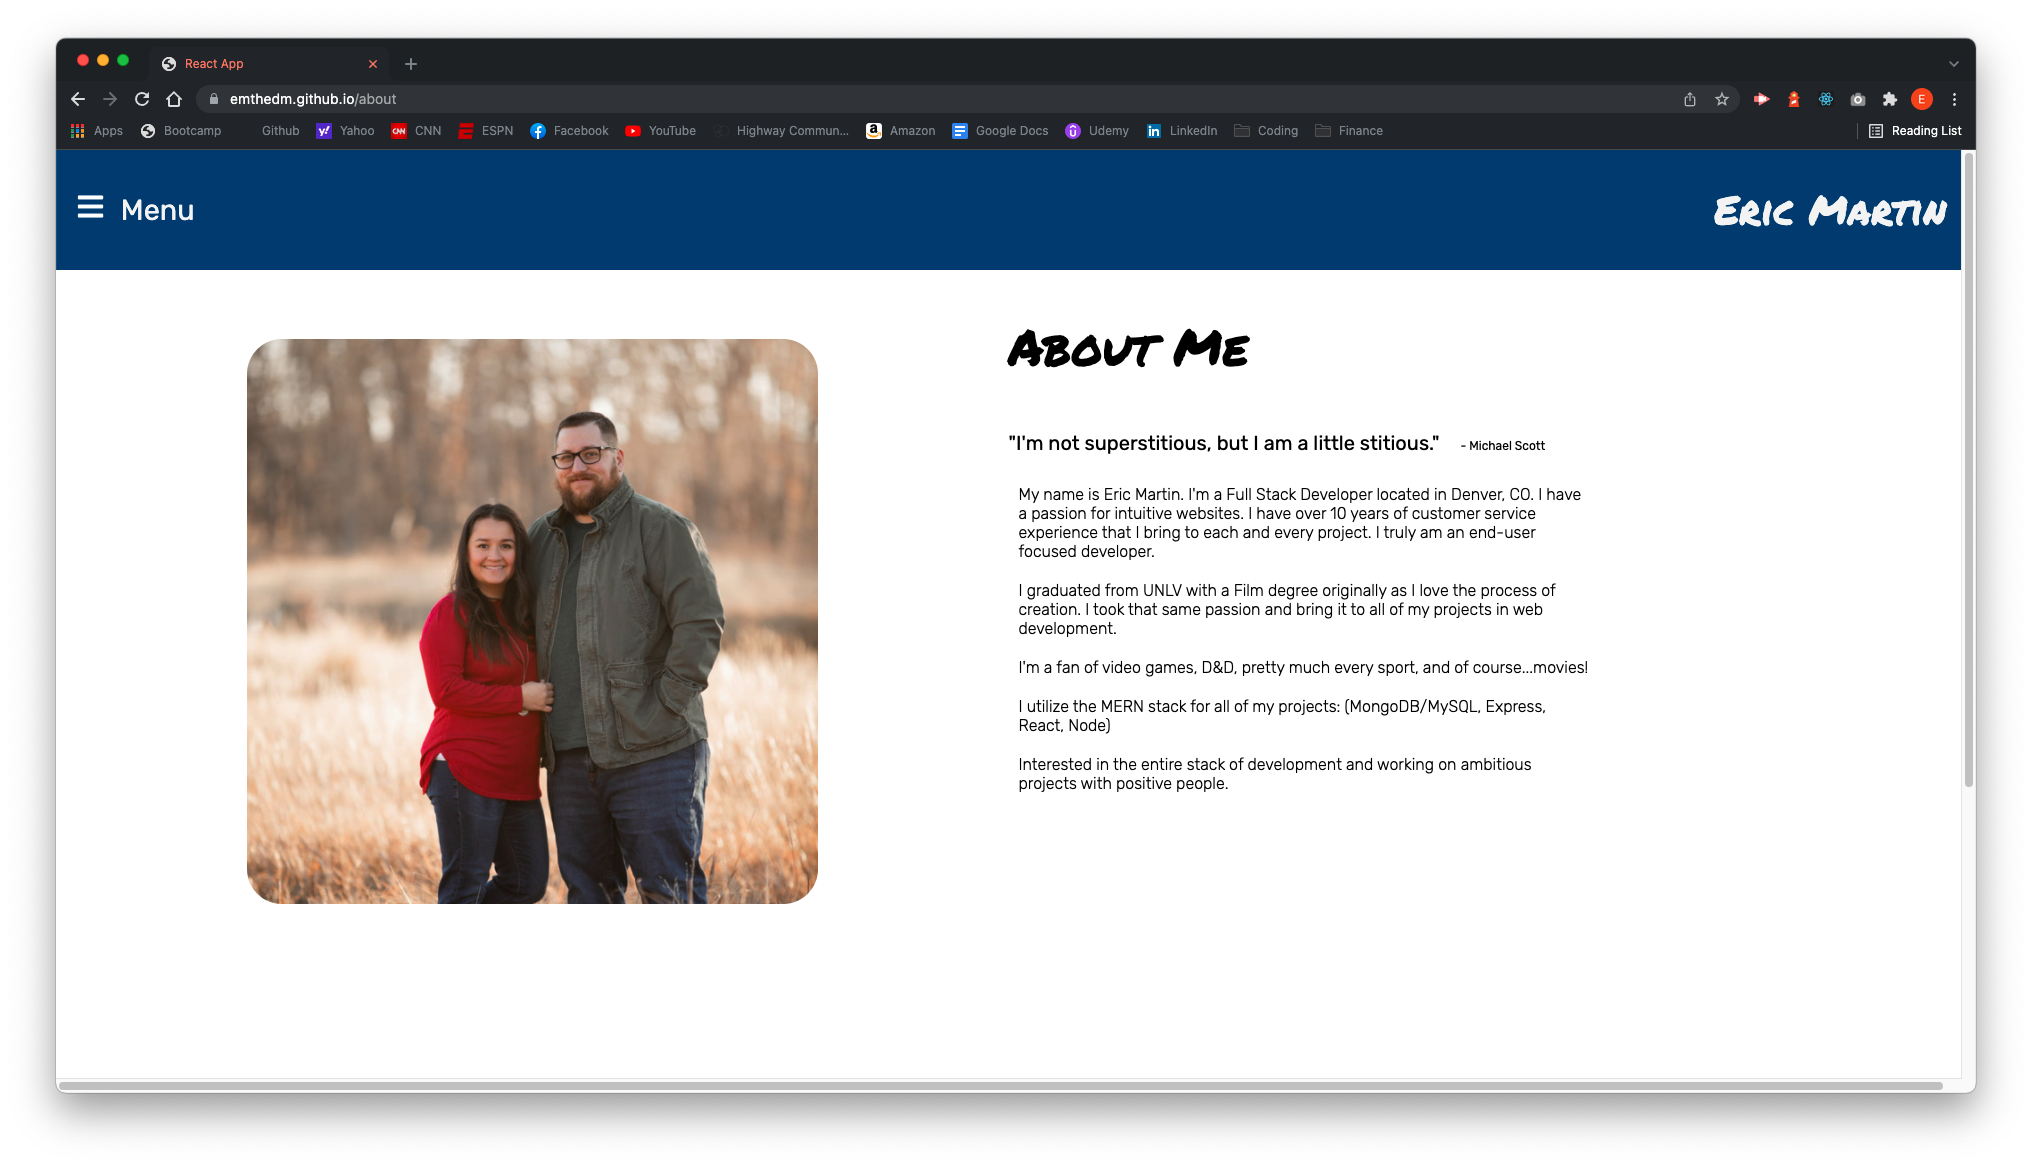 React App
emthedm.github.io/about
E
Apps
Bootcamp
Github
Yahoo
CNN
ESPN
Facebook
YouTube
Highway Commun...
Amazon
Google Docs
Udemy
LinkedIn
Coding
Finance
Reading List
Menu
Eric Martin
About Me
"I'm not superstitious, but I am a little stitious." - Michael Scott
My name is Eric Martin. I'm a Full Stack Developer located in Denver, CO. I have
a passion for intuitive websites. I have over 10 years of customer service
experience that I bring to each and every project. I truly am an end-user
focused developer.
I graduated from UNLV with a Film degree originally as I love the process of
creation. I took that same passion and bring it to all of my projects in web
development.
I'm a fan of video games, D&D, pretty much every sport, and of course...movies!
I utilize the MERN stack for all of my projects: (MongoDB/MySQL, Express,
React, Node)
Interested in the entire stack of development and working on ambitious
projects with positive people.